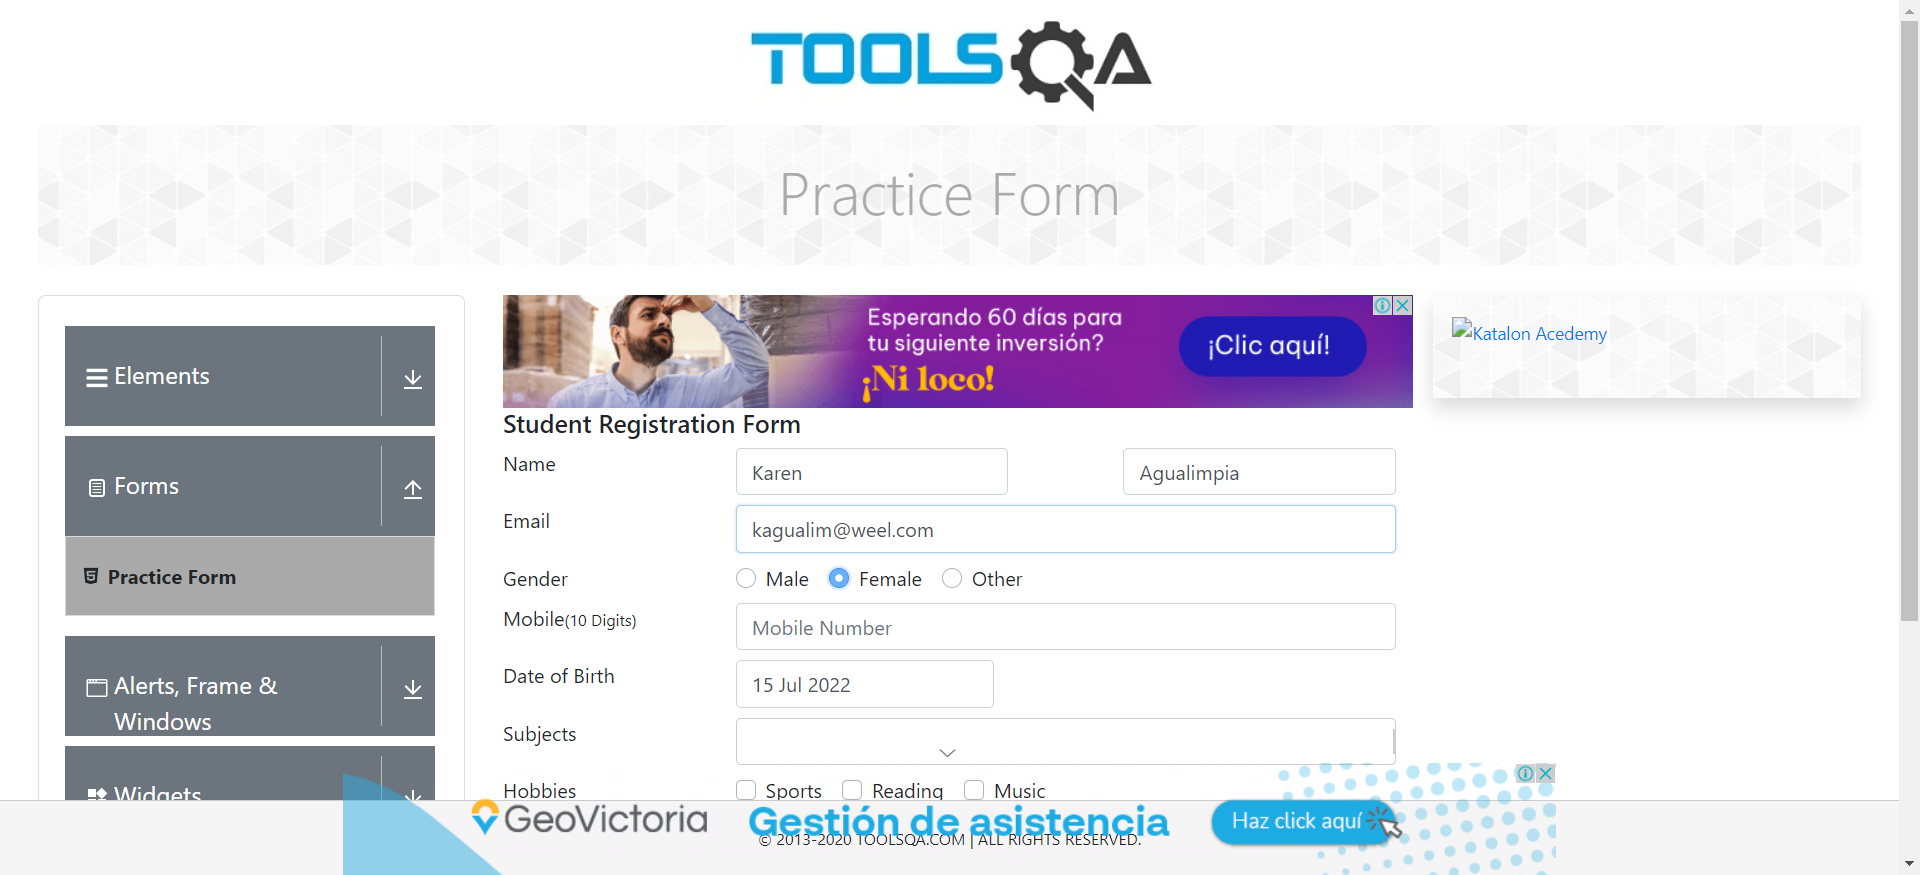 TOOLSQA
Practice Form
Elements
Forms
Practice Form
Alerts, Frame &
Windows
Widgets
Esperando 60 días para
tu siguiente inversión?
¡Ni loco!
¡Clic aquí!
Katalon Acedemy
Student Registration Form
Name
Karen
Agualimpia
Email
kagualim@weel.com
Gender
Male
Female
Other
Mobile(10 Digits)
Mobile Number
Date of Birth
15 Jul 2022
Subjects
Hobbies
Sports
Reading
Music
GeoVictoria
Gestión de asistencia
Haz click aquí
© 2013-2020 TOOLSQA.COM | ALL RIGHTS RESERVED.